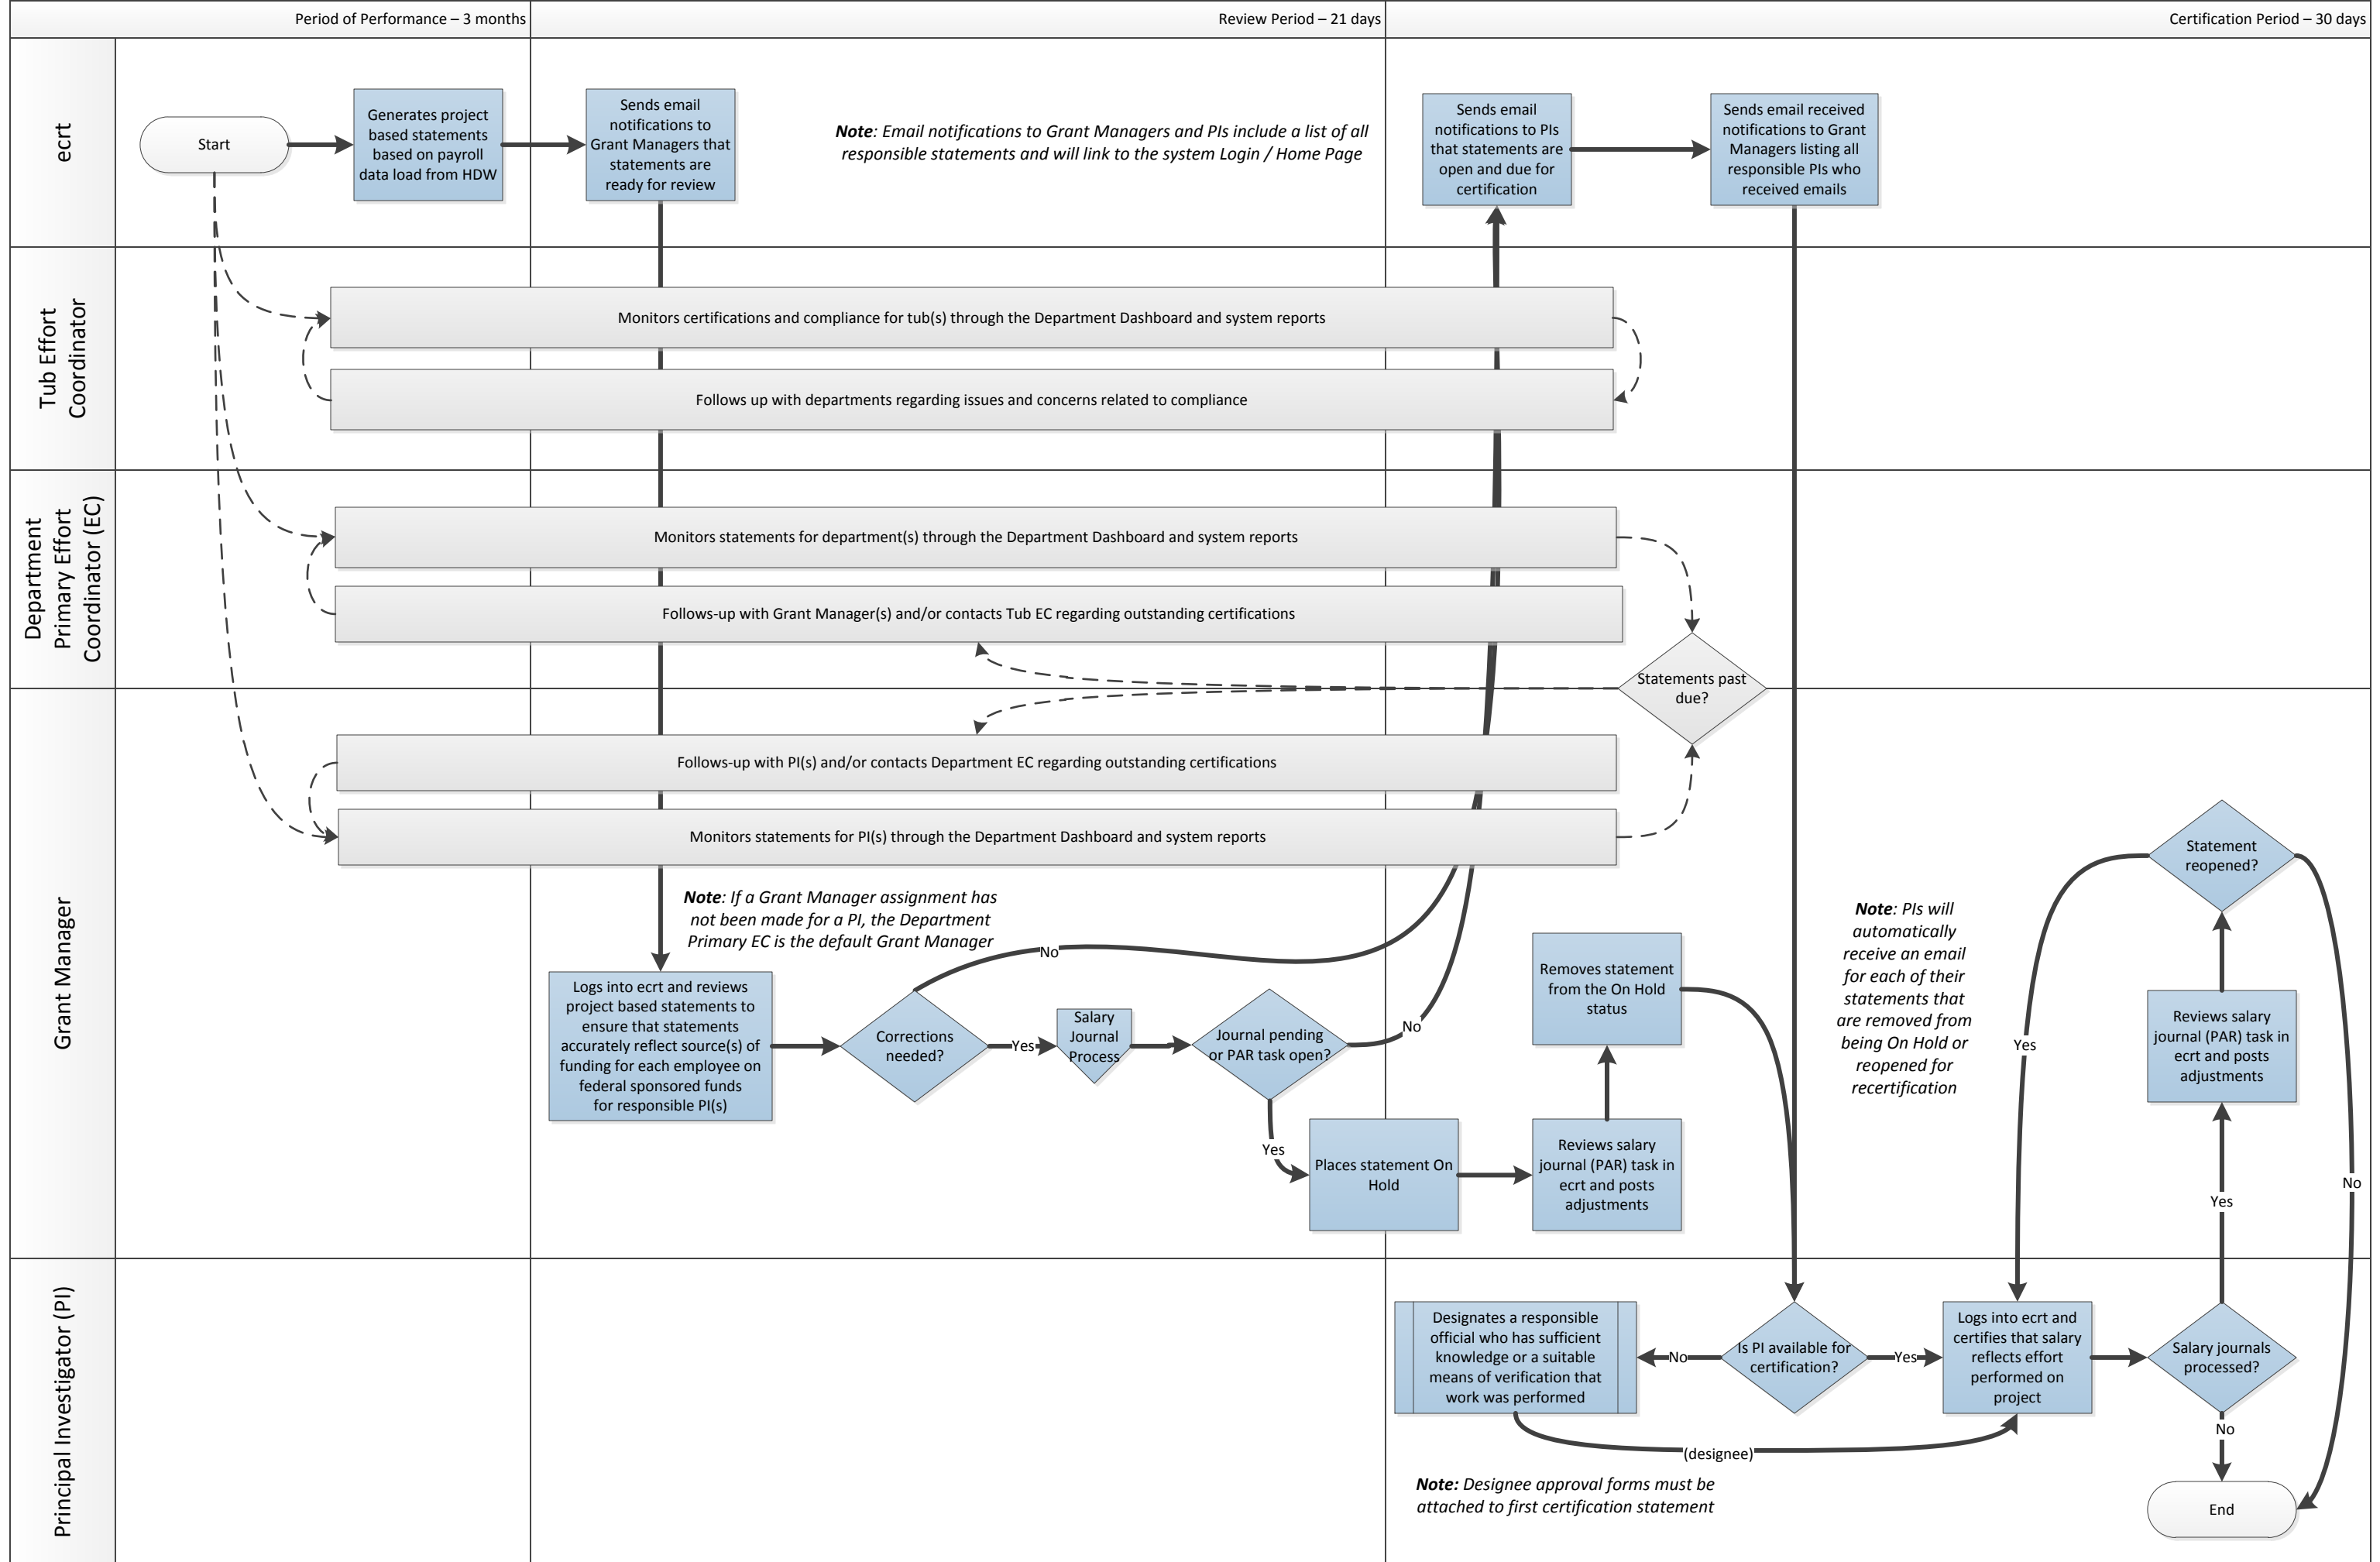 Period of Performance – 3 months
Review Period – 21 days
Certification Period – 30 days
ecrt
Start
Generates project
based statements
based on payroll
data load from HDW
Sends email
notifications to
Grant Managers that
statements are
ready for review
Note: Email notifications to Grant Managers and PIs include a list of all
responsible statements and will link to the system Login / Home Page
Sends email
notifications to PIs
that statements are
open and due for
certification
Sends email received
notifications to Grant
Managers listing all
responsible PIs who
received emails
Tub Effort
Coordinator
Monitors certifications and compliance for tub(s) through the Department Dashboard and system reports
Follows up with departments regarding issues and concerns related to compliance
Department
Primary Effort
Coordinator (EC)
Monitors statements for department(s) through the Department Dashboard and system reports
Follows-up with Grant Manager(s) and/or contacts Tub EC regarding outstanding certifications
Statements past
due?
Grant Manager
Follows-up with PI(s) and/or contacts Department EC regarding outstanding certifications
Monitors statements for PI(s) through the Department Dashboard and system reports
Note: If a Grant Manager assignment has
not been made for a PI, the Department
Primary EC is the default Grant Manager
Logs into ecrt and reviews
project based statements to
ensure that statements
accurately reflect source(s) of
funding for each employee on
federal sponsored funds
for responsible PI(s)
Corrections
needed?
No
Yes
Salary
Journal
Process
Journal pending
or PAR task open?
No
Yes
Places statement On
Hold
Reviews salary
journal (PAR) task in
ecrt and posts
adjustments
Removes statement
from the On Hold
status
Note: PIs will
automatically
receive an email
for each of their
statements that
are removed from
being On Hold or
reopened for
recertification
Statement
reopened?
Yes
No
Reviews salary
journal (PAR) task in
ecrt and posts
adjustments
Yes
Principal Investigator (PI)
Designates a responsible
official who has sufficient
knowledge or a suitable
means of verification that
work was performed
No
Is PI available for
certification?
Yes
Logs into ecrt and
certifies that salary
reflects effort
performed on
project
Salary journals
processed?
No
(designee)
Note: Designee approval forms must be
attached to first certification statement
End